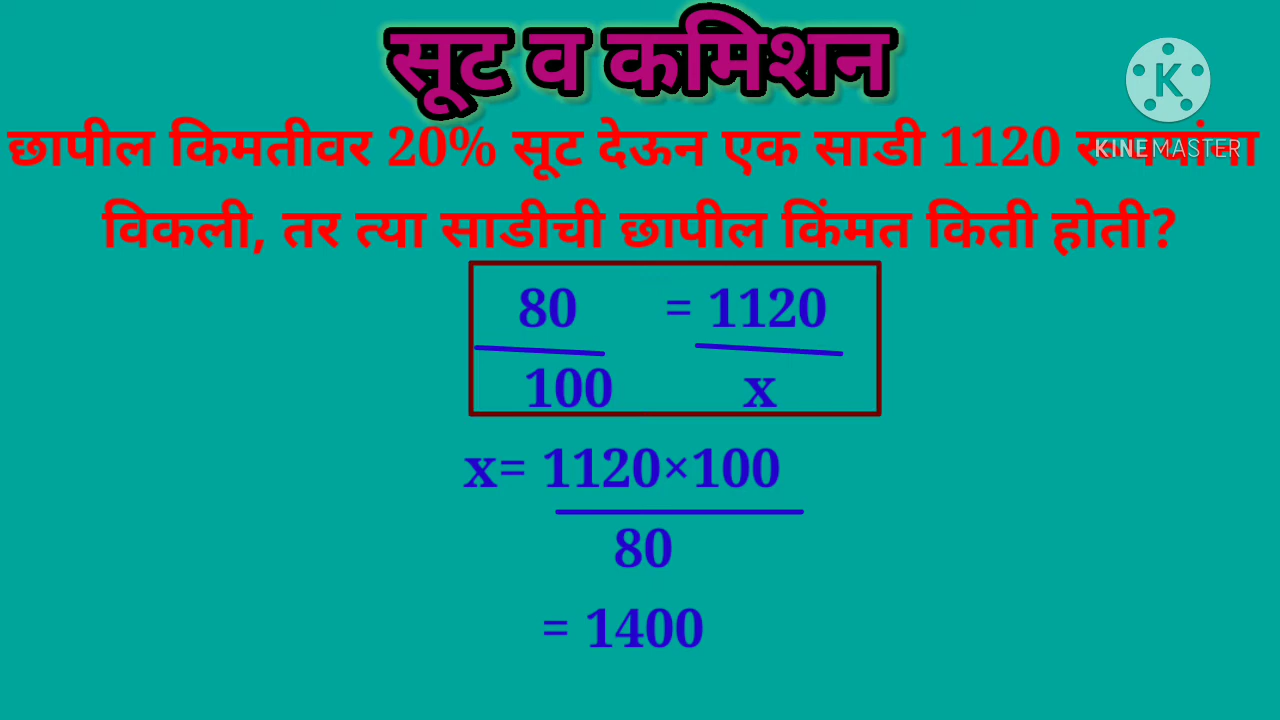 सूट व कमिशन
K
KINEMASTER
छापील किमतीवर 20% सूट देऊन एक साडी 1120
विकली, तर त्या साडीची छापील किंमत किती होती?
80 = 1120
100 x
x= 1120×100
80
= 1400